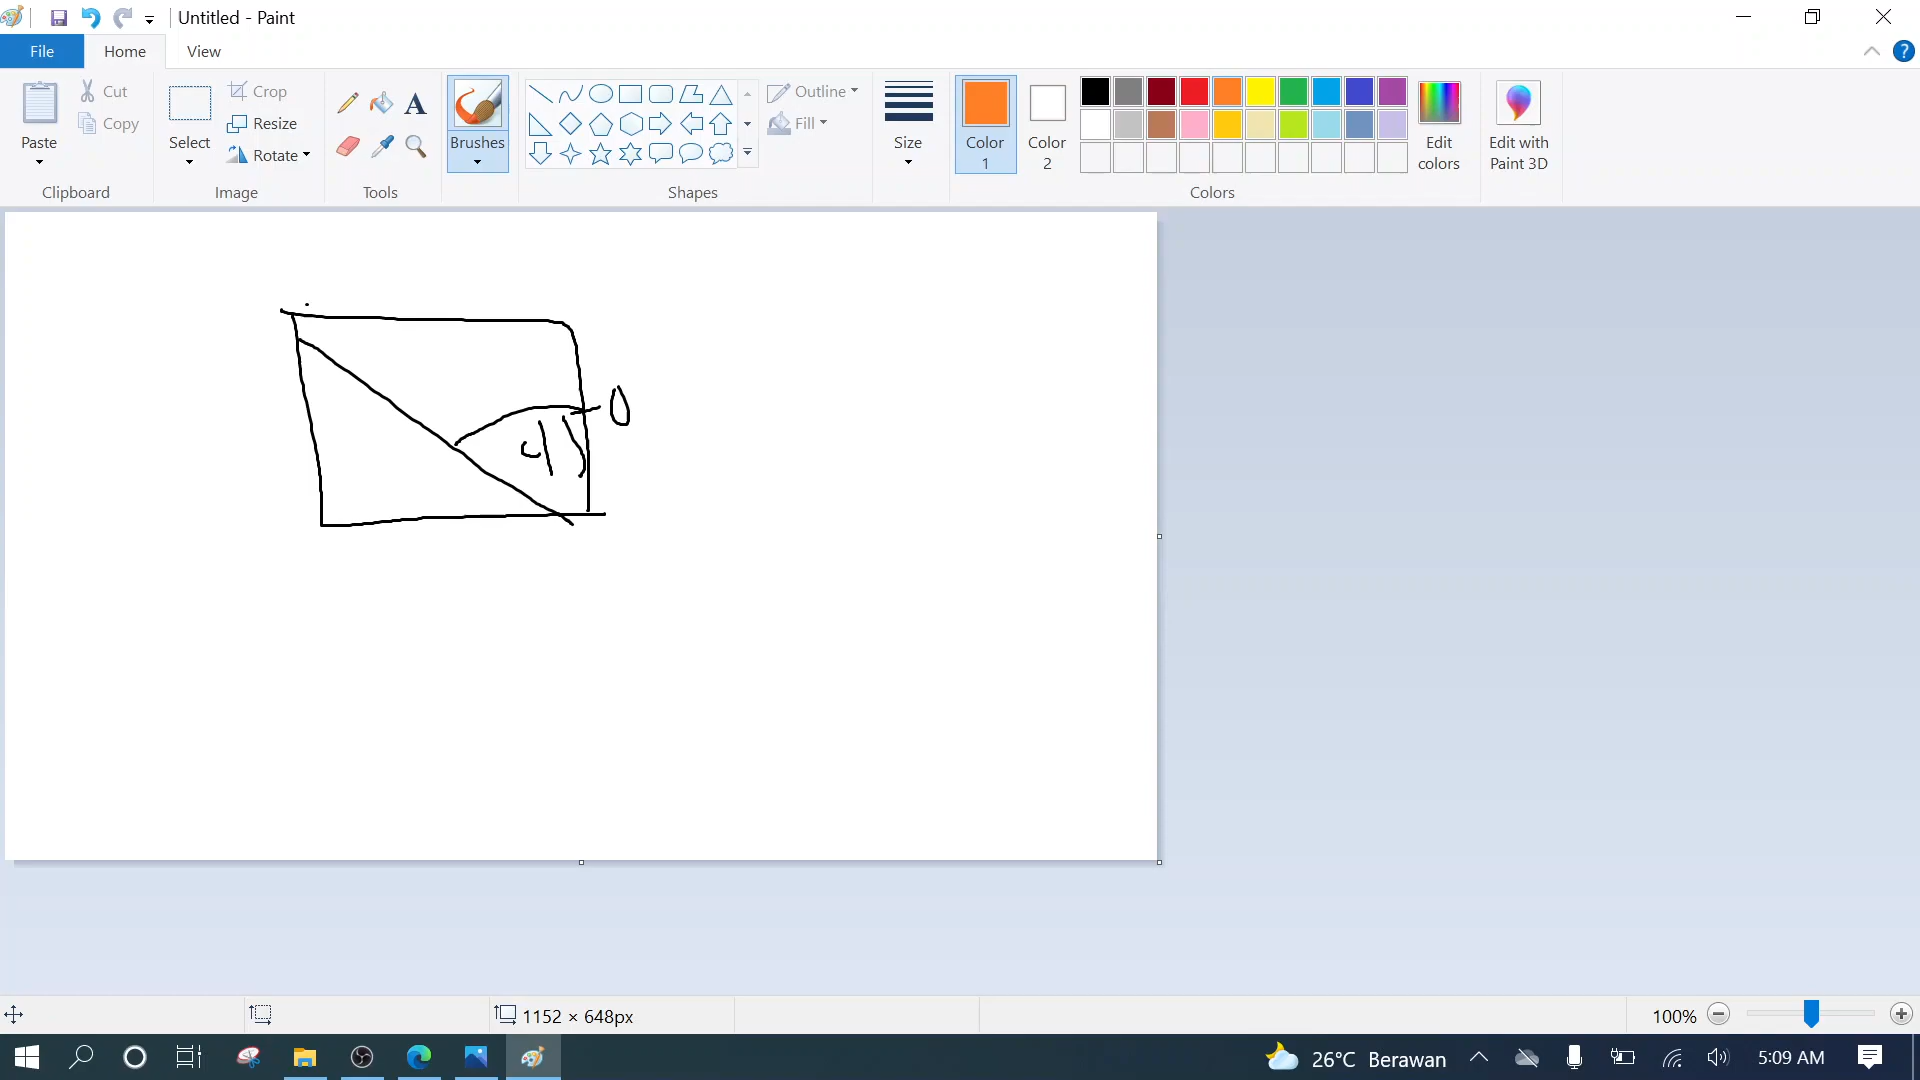 Untitled - Paint
File Home View
Paste
Cut
Copy
Clipboard
Select
Crop
Resize
Rotate
Image
Tools
Brushes
Shapes
Outline
Fill
Size
Color
1
Color
2
Colors
Edit
colors
Edit with
Paint 3D
1152 × 648px
100%
26°C Berawan
5:09 AM